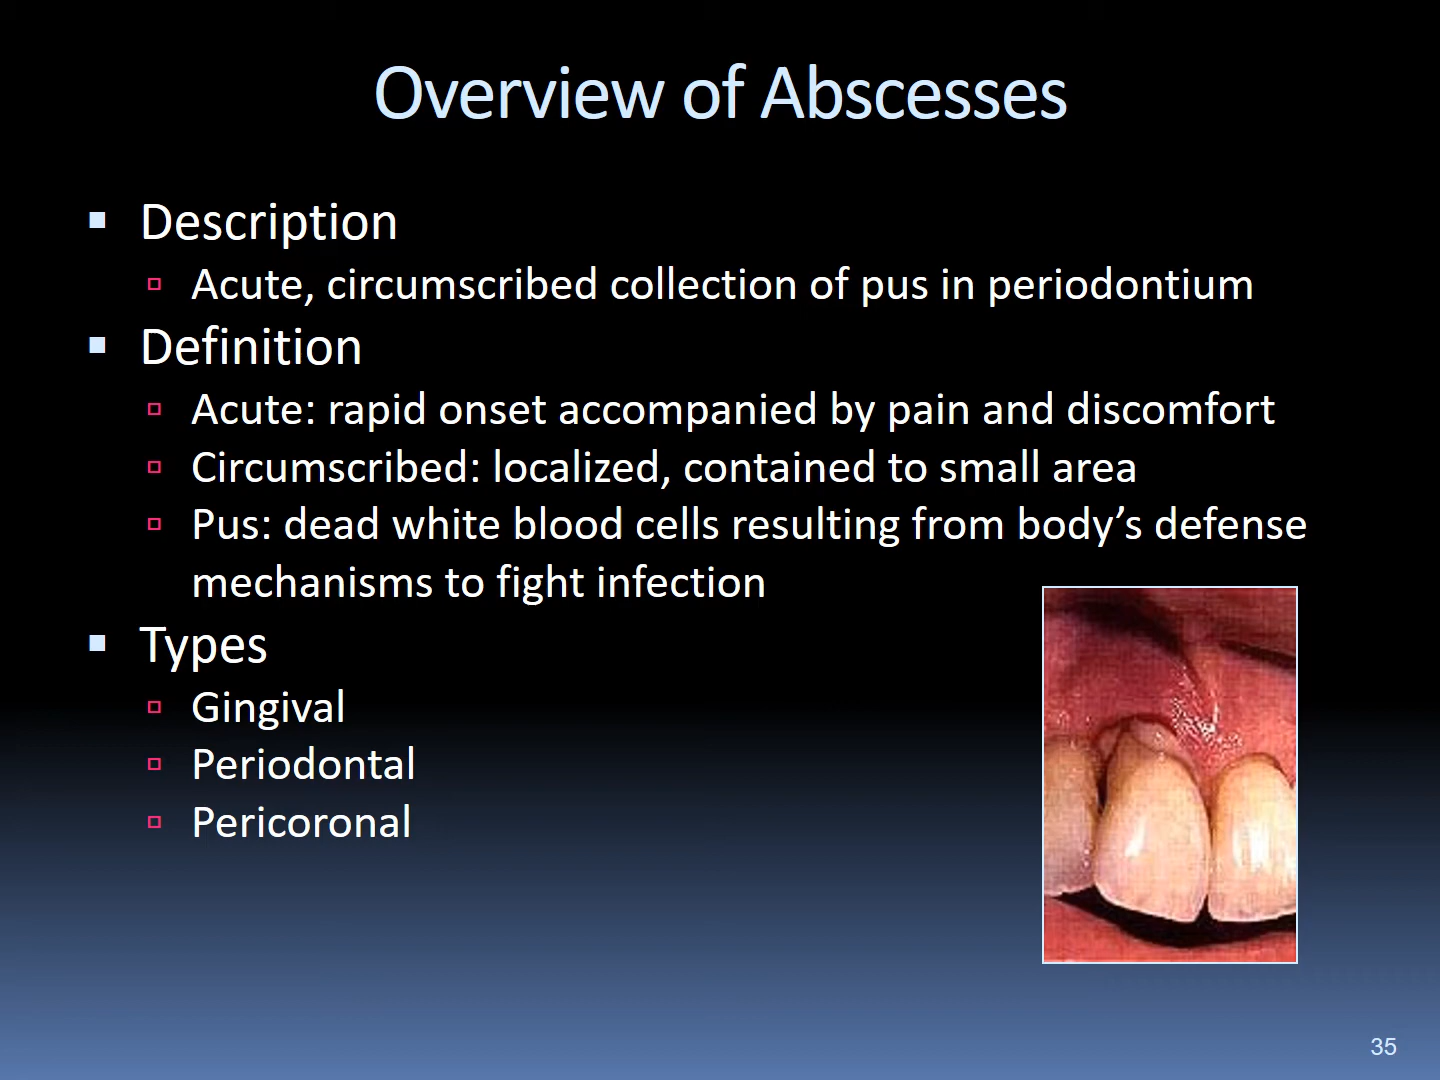 Overview of Abscesses
Description
Acute, circumscribed collection of pus in periodontium
Definition
Acute: rapid onset accompanied by pain and discomfort
Circumscribed: localized, contained to small area
Pus: dead white blood cells resulting from body’s defense
mechanisms to fight infection
Types
Gingival
Periodontal
Pericoronal
35